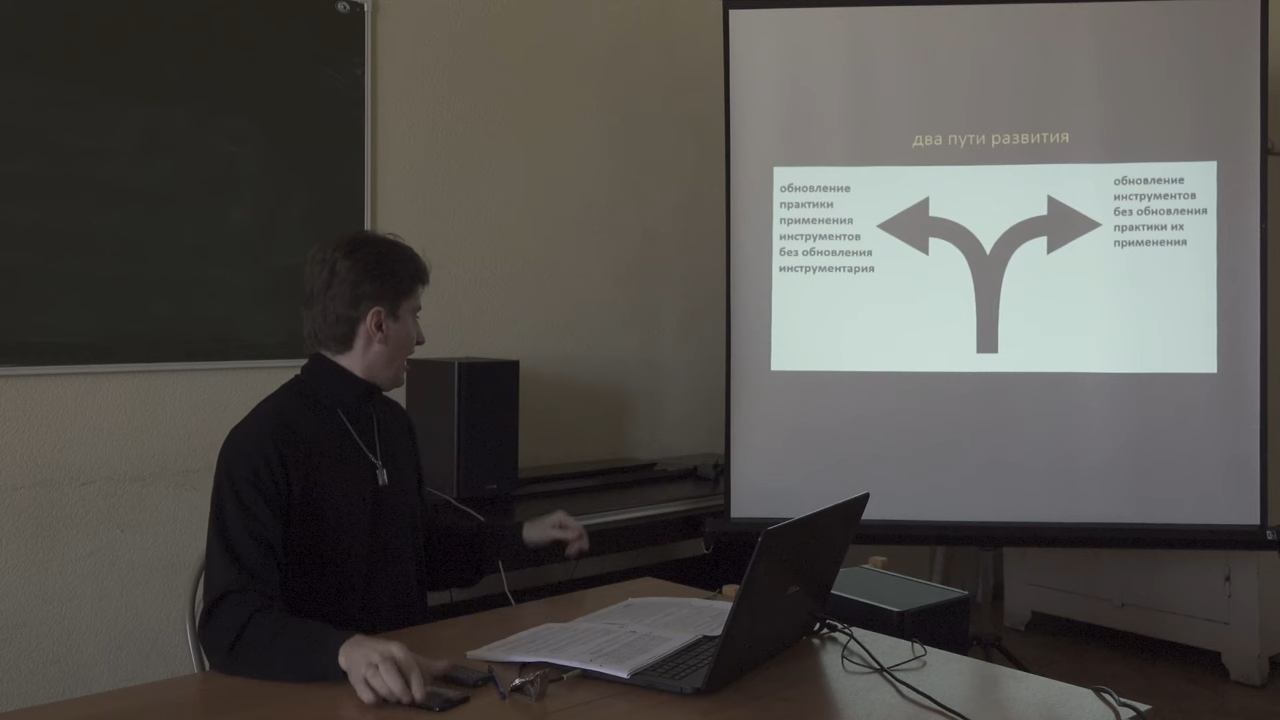 два пути развития
обновление
практики
применения
инструментов
без обновления
инструментария
обновление
инструментов
без обновления
практики их
применения